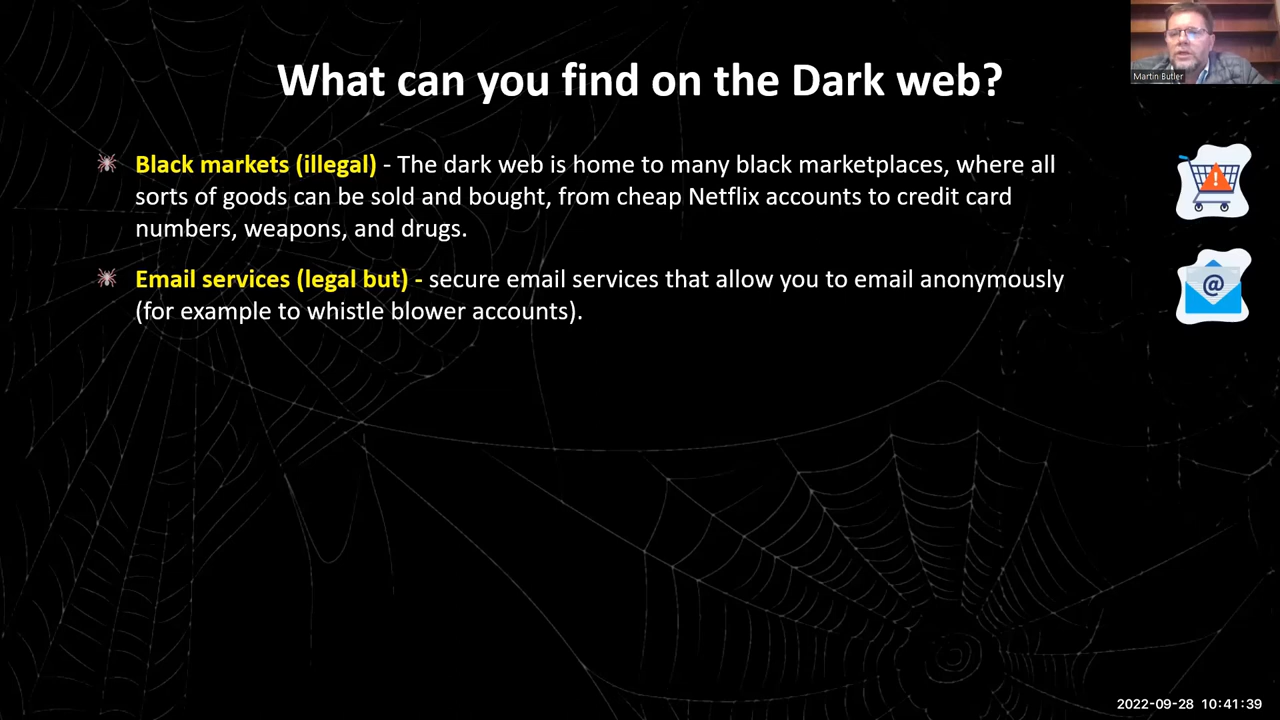 What can you find on the Dark web?
Martin Butler
Black markets (illegal) - The dark web is home to many black marketplaces, where all
sorts of goods can be sold and bought, from cheap Netflix accounts to credit card
numbers, weapons, and drugs.
Email services (legal but) - secure email services that allow you to email anonymously
(for example to whistle blower accounts).
@
2022-09-28 10:41:39